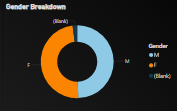 Gender Breakdown
(Blank)
F
M
Gender
M
F
(Blank)